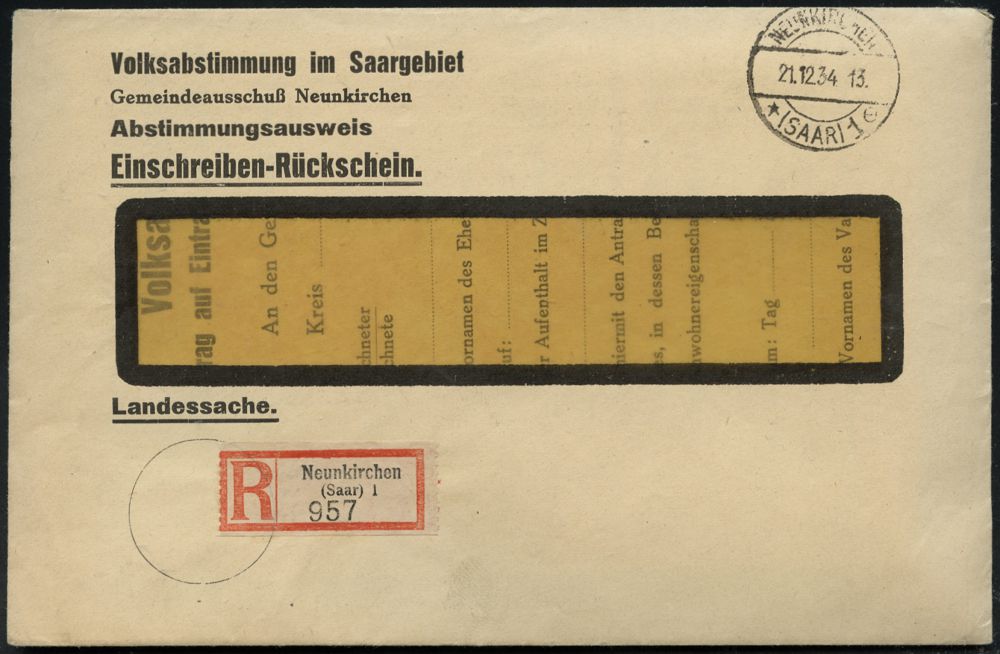 Volksabstimmung im Saargebiet
Gemeindeausschuß Neunkirchen
Abstimmungsausweis
Einschreiben-Rückschein.
NEUNKIRCHEN
21.12.34 13.
(SAAR) 1
Volksa
rag auf Eintra
An den Ge
Kreis
chneter
chnete
ornamen des Ehe
uf:
r Aufenthalt im Z
hiermit den Antra
es, in dessen Be
nwohnereigenscha
m: Tag
Vornamen des Va
Landessache.
R
Neunkirchen
(Saar) 1
957